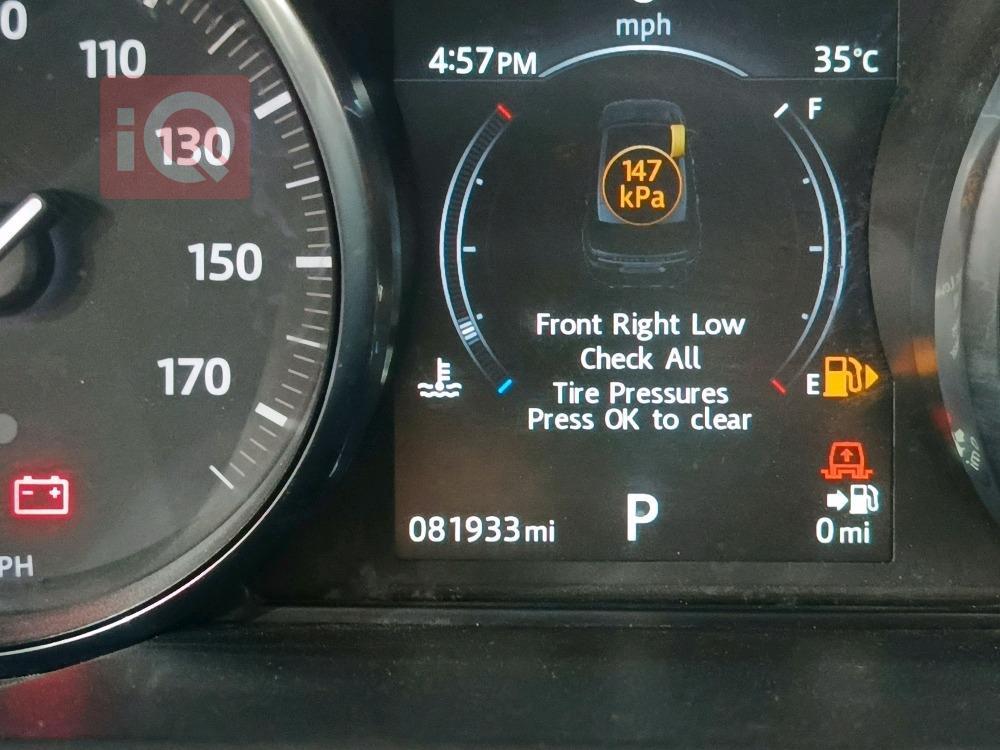 mph
110
4:57PM
35°C
F
iQ
130
147
kPa
150
Front Right Low
Check All
Tire Pressures
Press OK to clear
170
E
P
081933mi
0mi
PH